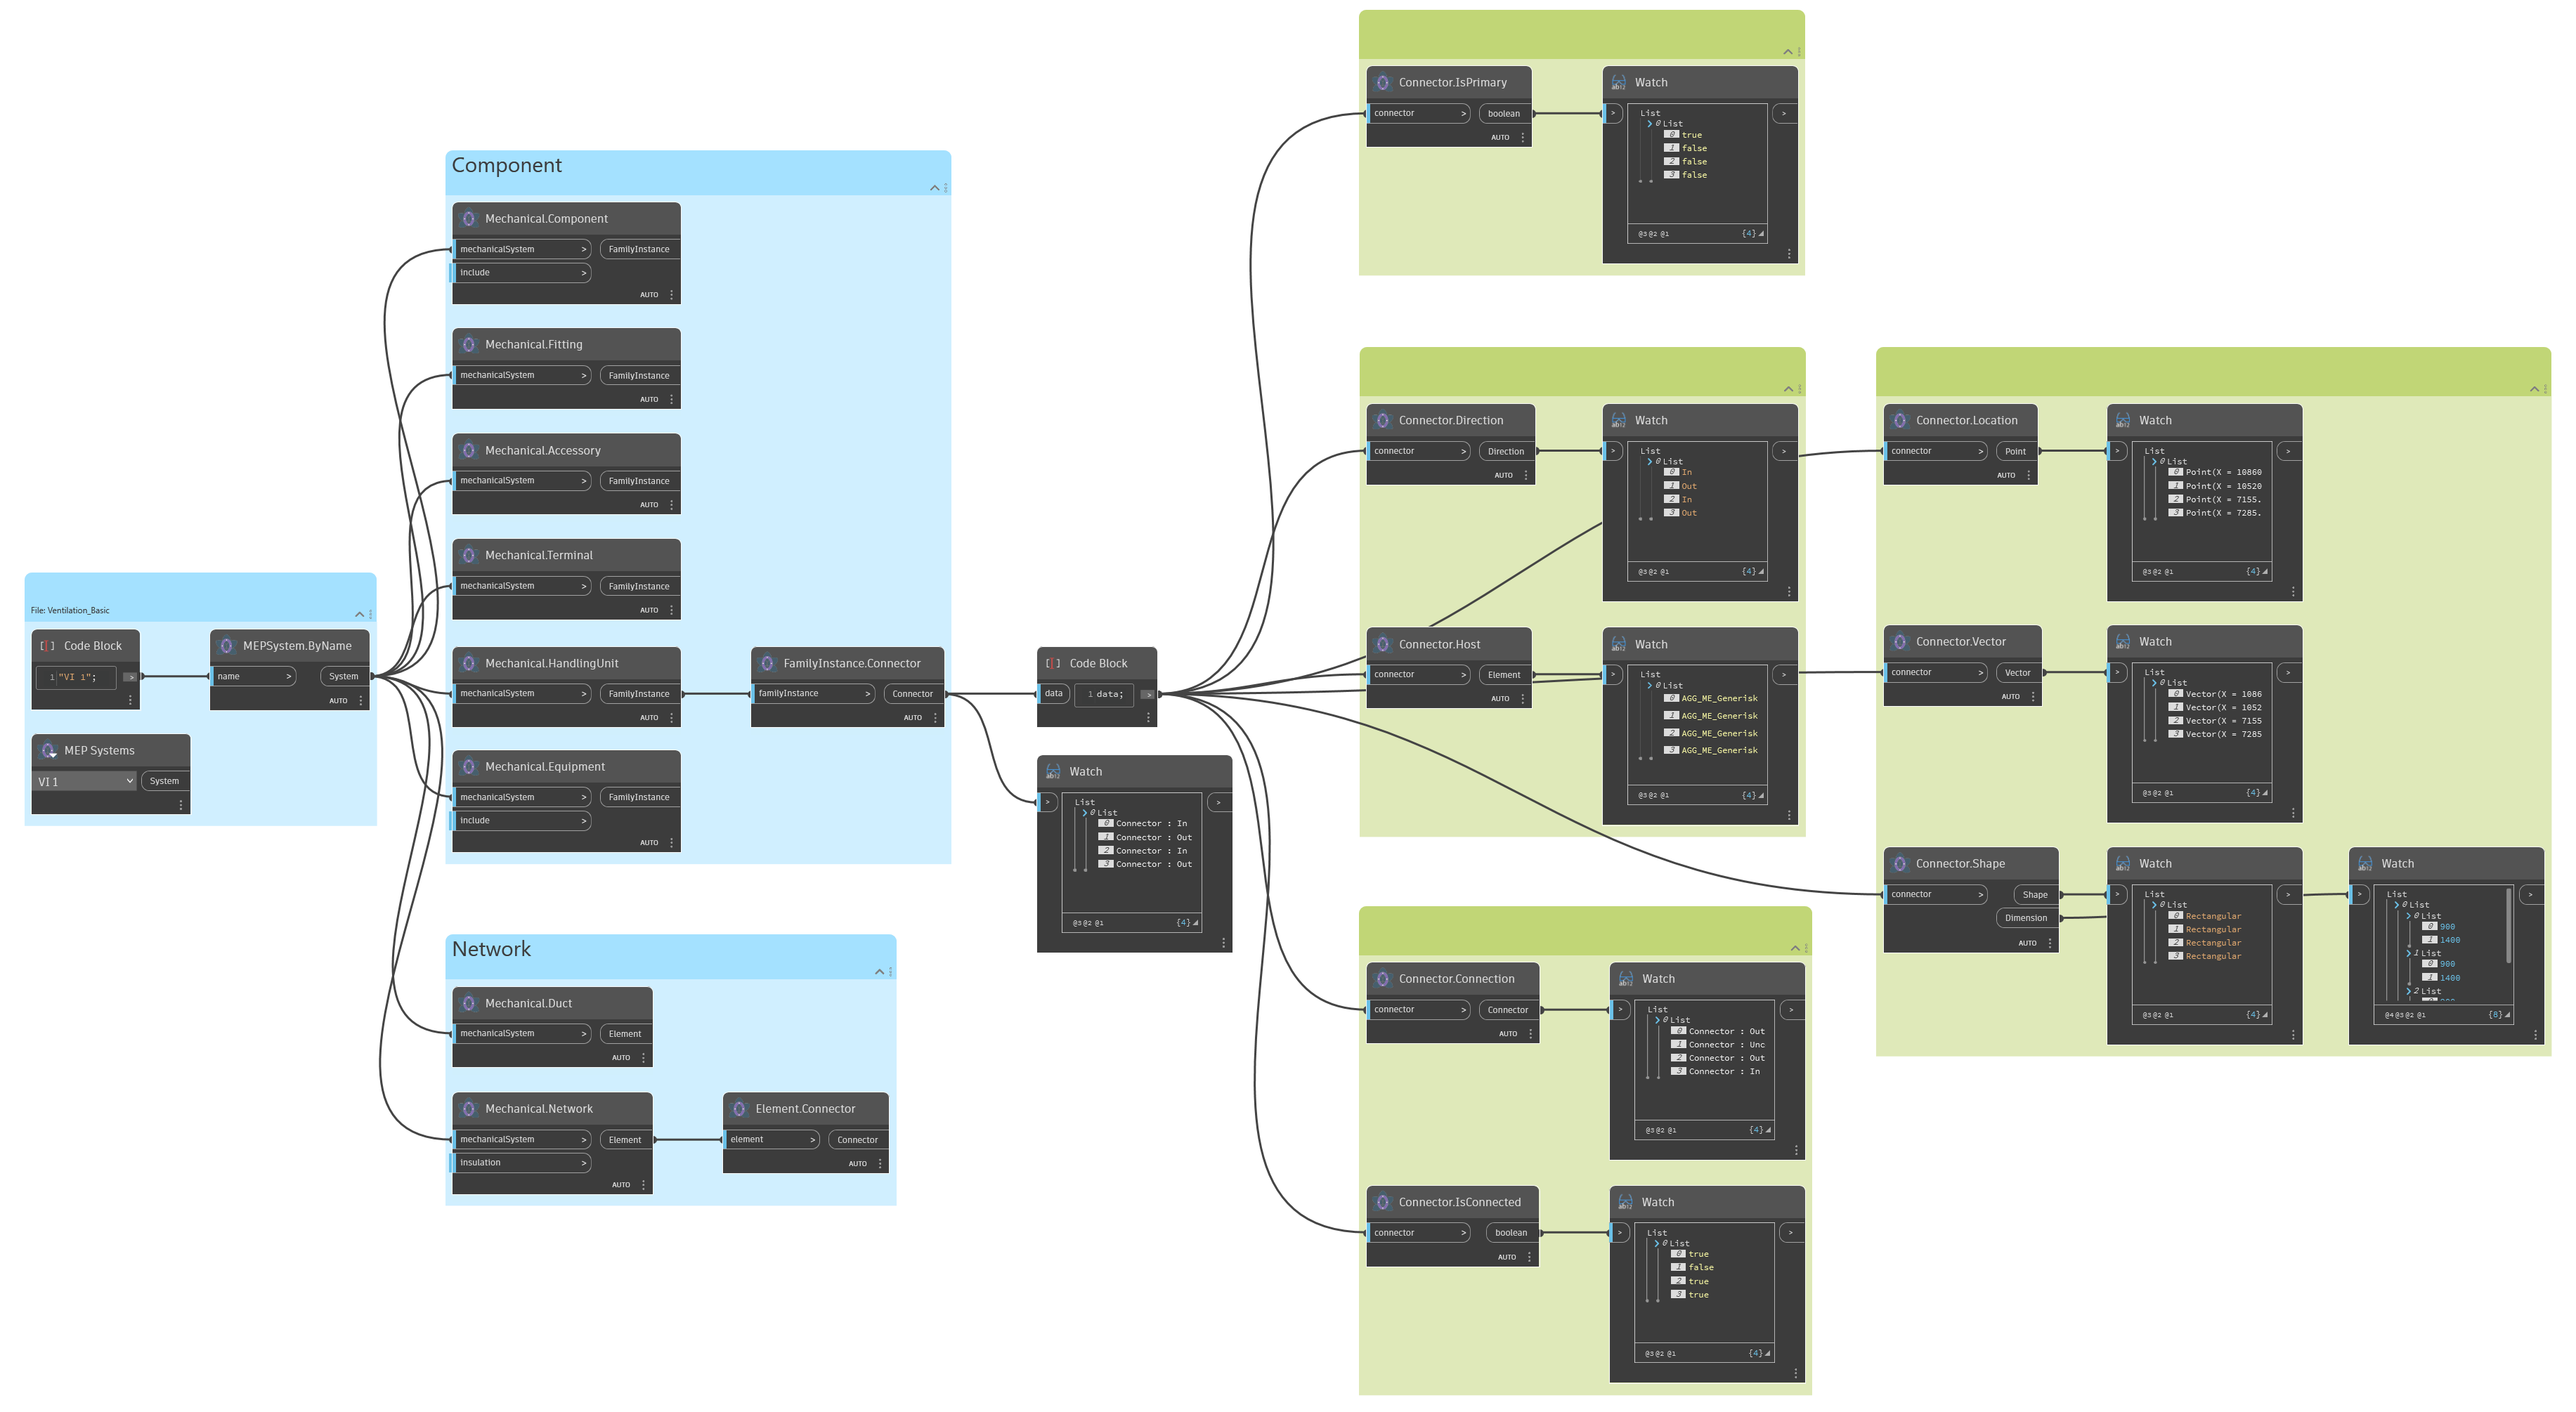 File: Ventilation_Basic
Code Block
1 "VI 1";
>
MEPSystem.ByName
name >
System
AUTO
MEP Systems
VI 1
System
Component
Mechanical.Component
mechanicalSystem >
FamilyInstance
include >
AUTO
Mechanical.Fitting
mechanicalSystem >
FamilyInstance
AUTO
Mechanical.Accessory
mechanicalSystem >
FamilyInstance
AUTO
Mechanical.Terminal
mechanicalSystem >
FamilyInstance
AUTO
Mechanical.HandlingUnit
mechanicalSystem >
FamilyInstance
AUTO
FamilyInstance.Connector
familyInstance >
Connector
AUTO
Mechanical.Equipment
mechanicalSystem >
FamilyInstance
include >
AUTO
Network
Mechanical.Duct
mechanicalSystem >
Element
AUTO
Mechanical.Network
mechanicalSystem >
Element
insulation >
AUTO
Element.Connector
element >
Connector
AUTO
Code Block
data
1 data;
>
Watch
>
List
0 List
0 Connector : In
1 Connector : Out
2 Connector : In
3 Connector : Out
@3 @2 @1 {4}
>
Connector.IsPrimary
connector >
boolean
AUTO
Watch
>
List
0 List
0 true
1 false
2 false
3 false
@3 @2 @1 {4}
>
Connector.Direction
connector >
Direction
AUTO
Watch
>
List
0 List
0 In
1 Out
2 In
3 Out
@3 @2 @1 {4}
>
Connector.Host
connector >
Element
AUTO
Watch
>
List
0 List
0 AGG_ME_Generisk
1 AGG_ME_Generisk
2 AGG_ME_Generisk
3 AGG_ME_Generisk
@3 @2 @1 {4}
>
Connector.Connection
connector >
Connector
AUTO
Watch
>
List
0 List
0 Connector : Out
1 Connector : Unc
2 Connector : Out
3 Connector : In
@3 @2 @1 {4}
>
Connector.IsConnected
connector >
boolean
AUTO
Watch
>
List
0 List
0 true
1 false
2 true
3 true
@3 @2 @1 {4}
>
Connector.Location
connector >
Point
AUTO
Watch
>
List
0 List
0 Point(X = 10860
1 Point(X = 10520
2 Point(X = 7155.
3 Point(X = 7285.
@3 @2 @1 {4}
>
Connector.Vector
connector >
Vector
AUTO
Watch
>
List
0 List
0 Vector(X = 1086
1 Vector(X = 1052
2 Vector(X = 7155
3 Vector(X = 7285
@3 @2 @1 {4}
>
Connector.Shape
connector >
Shape
Dimension
AUTO
Watch
>
List
0 List
0 Rectangular
1 Rectangular
2 Rectangular
3 Rectangular
@3 @2 @1 {4}
>
Watch
>
List
0 List
0 List
0 900
1 1400
1 List
0 900
1 1400
2 List
@4 @3 @2 @1 {8}
>